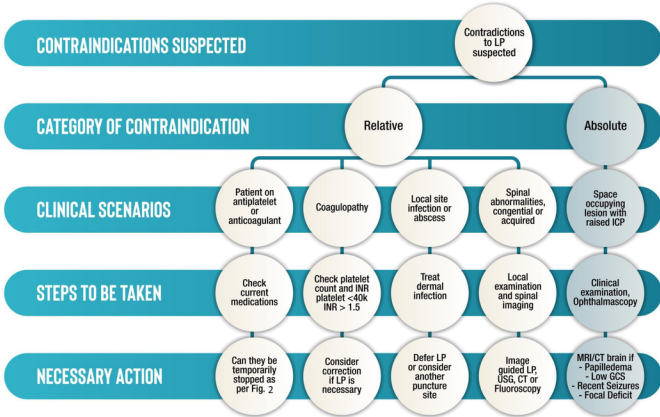 CONTRAINDICATIONS SUSPECTED
Contradictions
to LP
suspected
CATEGORY OF CONTRAINDICATION
Relative
Absolute
CLINICAL SCENARIOS
Patient on
antiplatelet
or
anticoagulant
Coagulopathy
Local site
infection or
abscess
Spinal
abnormalities,
congential or
acquired
Space
occupying
lesion with
raised ICP
STEPS TO BE TAKEN
Check
current
medications
Check platelet
count and INR
platelet <40k
INR > 1.5
Treat
dermal
infection
Local
examination
and spinal
imaging
Clinical
examination,
Ophthalmascopy
NECESSARY ACTION
Can they be
temporarily
stopped as
per Fig. 2
Consider
correction
if LP is
necessary
Defer LP
or consider
another
puncture
site
Image
guided LP,
USG, CT or
Fluoroscopy
MRI/CT brain if
- Papilledema
- Low GCS
- Recent Seizures
- Focal Deficit